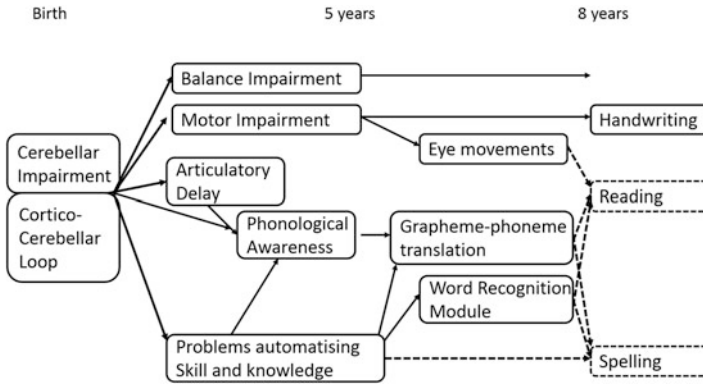 Birth
5 years
8 years
Balance Impairment
Motor Impairment
Handwriting
Cerebellar
Impairment
Eye movements
Articulatory
Delay
Reading
Cortico-
Cerebellar
Loop
Phonological
Awareness
Grapheme-phoneme
translation
Word Recognition
Module
Problems automatising
Skill and knowledge
Spelling